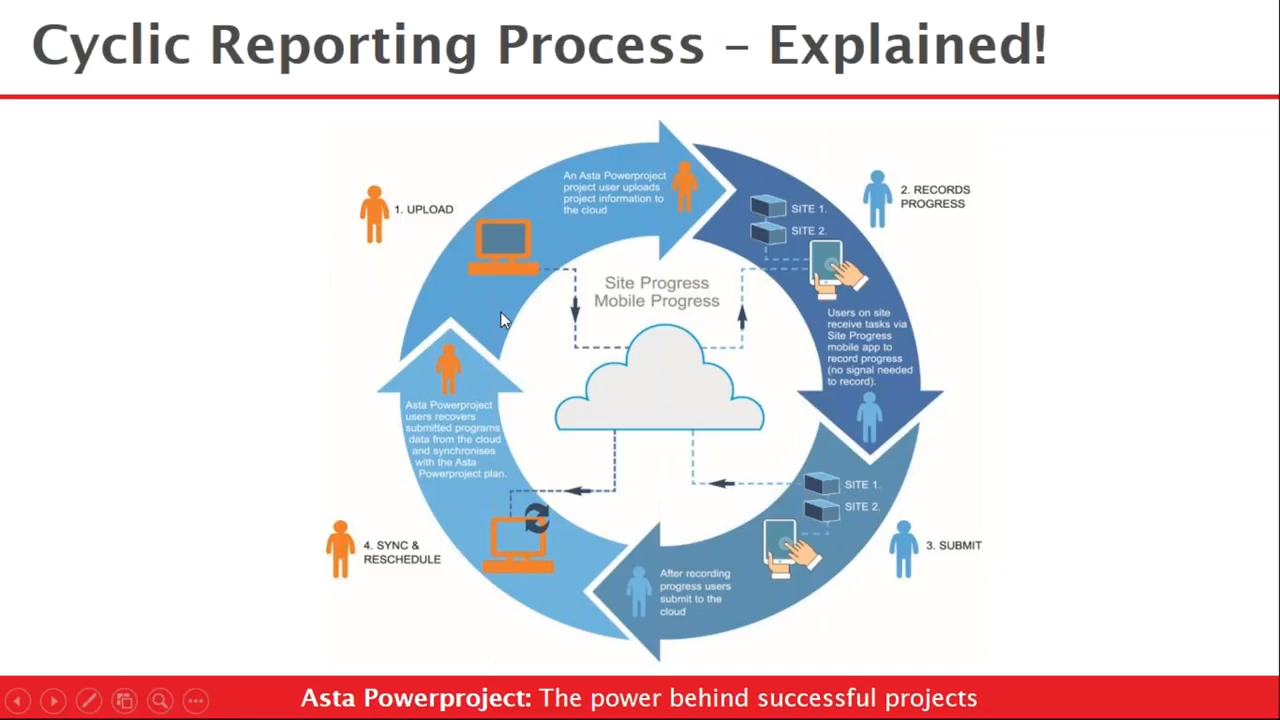 Cyclic Reporting Process – Explained!
1. UPLOAD
An Asta Powerproject
project user uploads
project information to
the cloud
SITE 1.
SITE 2.
2. RECORDS
PROGRESS
Site Progress
Mobile Progress
Users on site
receive tasks via
Site Progress
mobile app to
record progress
(no signal needed
to record).
Asta Powerproject
users recovers
submitted programs
data from the cloud
and synchronises
with the Asta
Powerproject plan.
SITE 1.
SITE 2.
3. SUBMIT
After recording
progress users
submit to the
cloud
4. SYNC &
RESCHEDULE
Asta Powerproject: The power behind successful projects